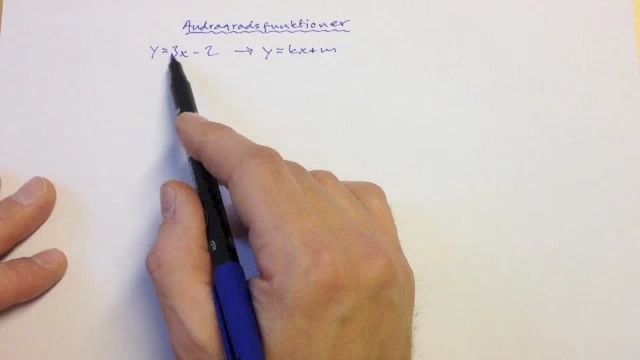 Andragradsfunktioner
y = 3x - 2 → y = kx + m